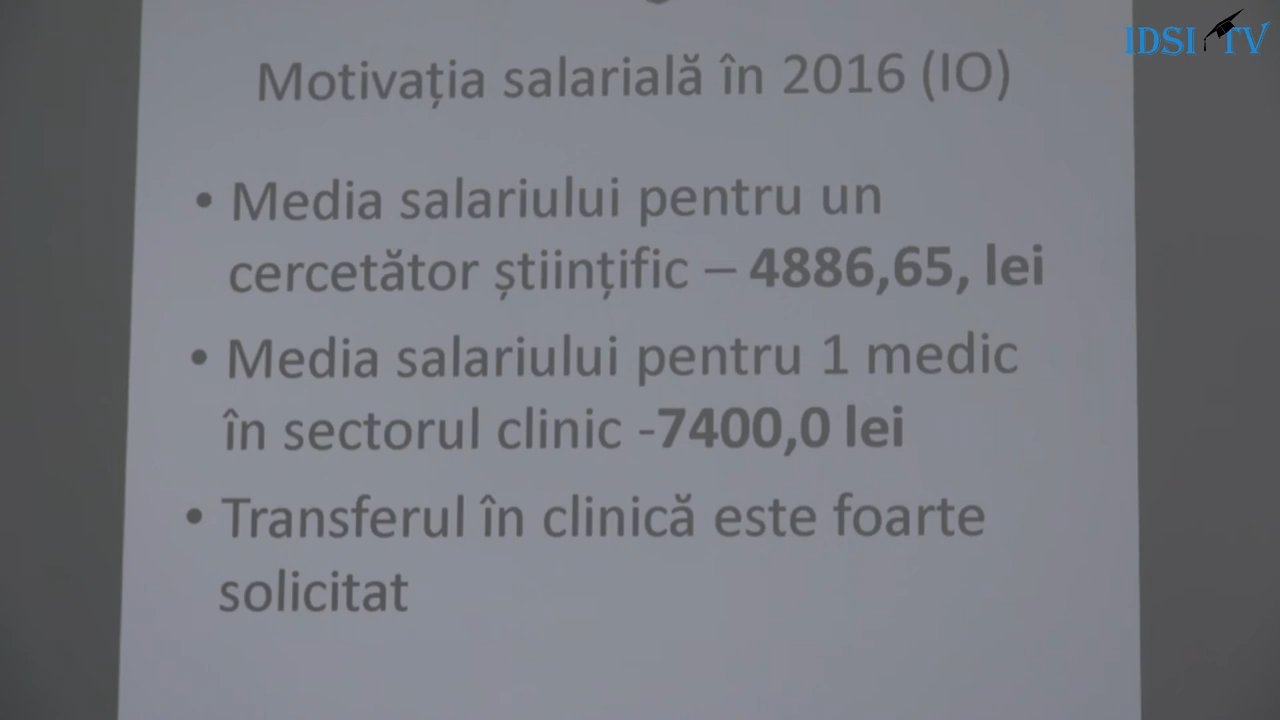 IDSI TV
Motivația salarială în 2016 (IO)
• Media salariului pentru un
cercetător științific – 4886,65, lei
• Media salariului pentru 1 medic
în sectorul clinic -7400,0 lei
• Transferul în clinică este foarte
solicitat